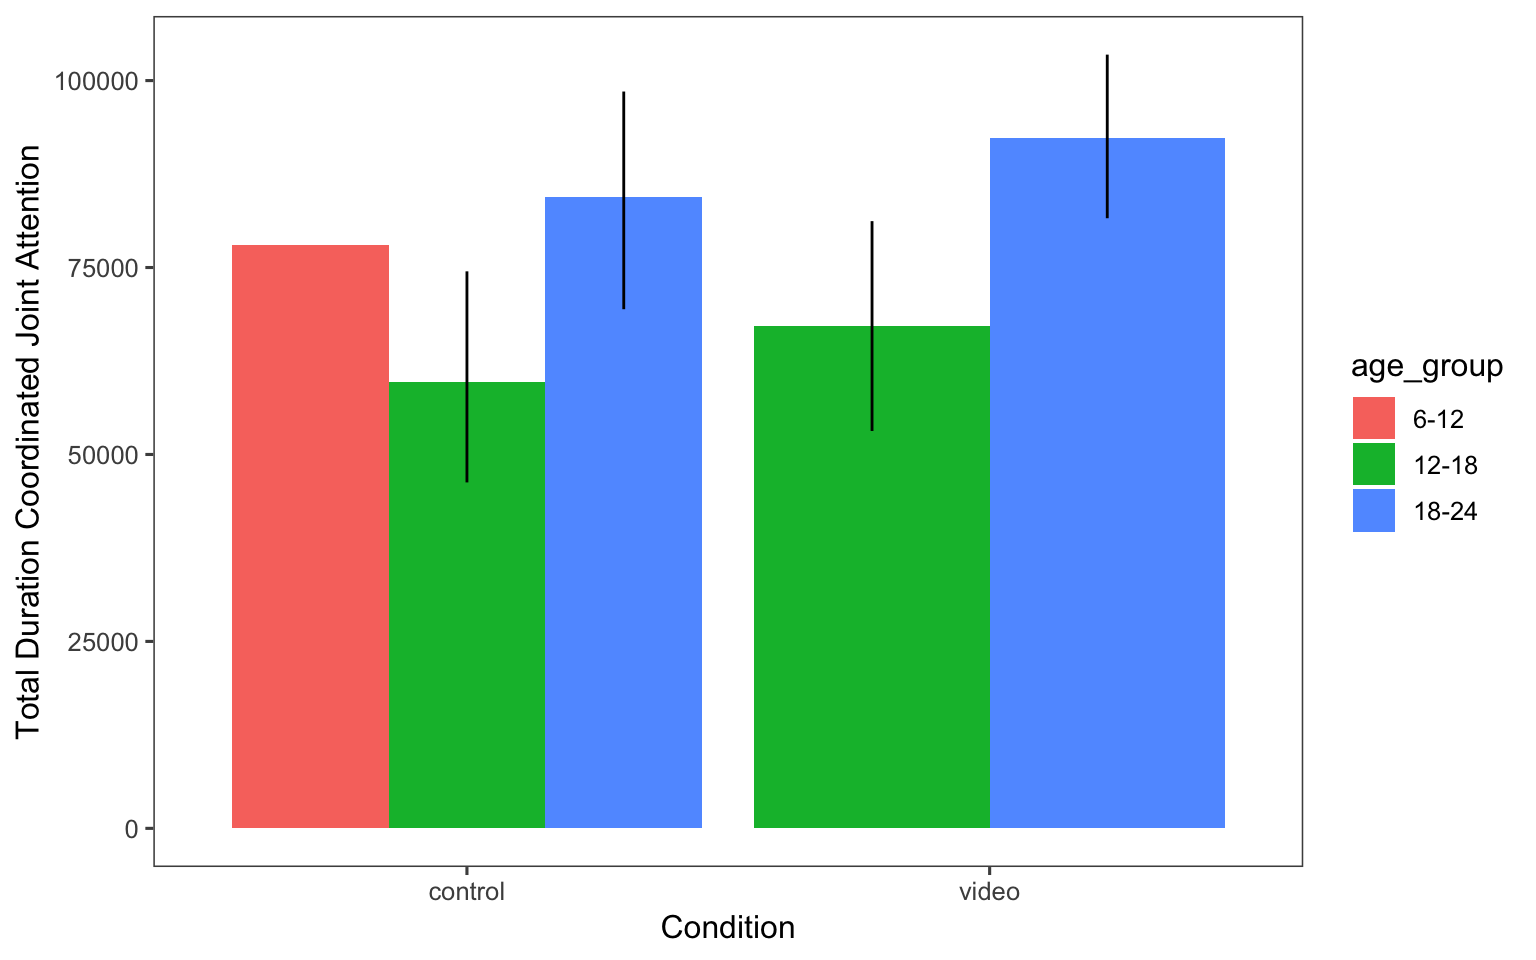 Total Duration Coordinated Joint Attention
100000
75000
50000
25000
0
control
video
Condition
age_group
6-12
12-18
18-24